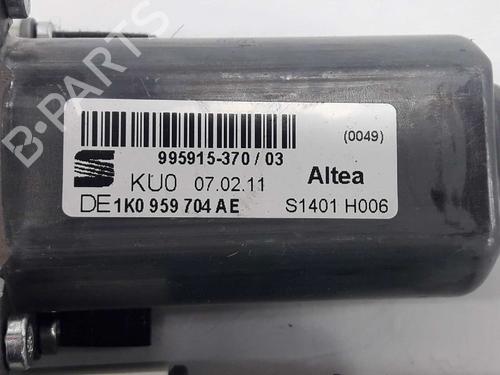 B-PARTS
995915-370 / 03
(0049)
KU0 07.02.11 Altea
DE 1K0 959 704 AE S1401 H006